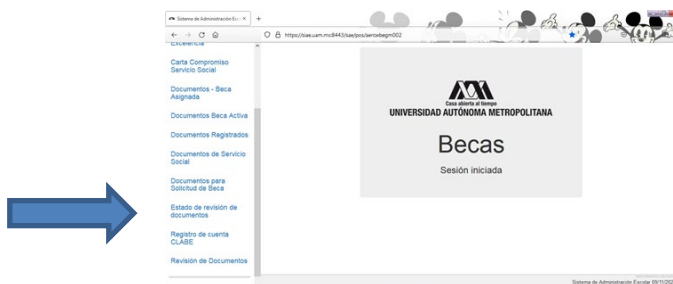 Sistema de Administración Esc
https://siae.uam.mx:8443/sae/pos/aeroxbegm002
Excelencia
Carta Compromiso
Servicio Social
Documentos - Beca
Asignada
Documentos Beca Activa
Documentos Registrados
Documentos de Servicio
Social
Documentos para
Solicitud de Beca
Estado de revisión de
documentos
Registro de cuenta
CLABE
Revisión de Documentos
Casa abierta al tiempo
UNIVERSIDAD AUTÓNOMA METROPOLITANA
Becas
Sesión iniciada
Sistema de Administración Escolar 09/11/202